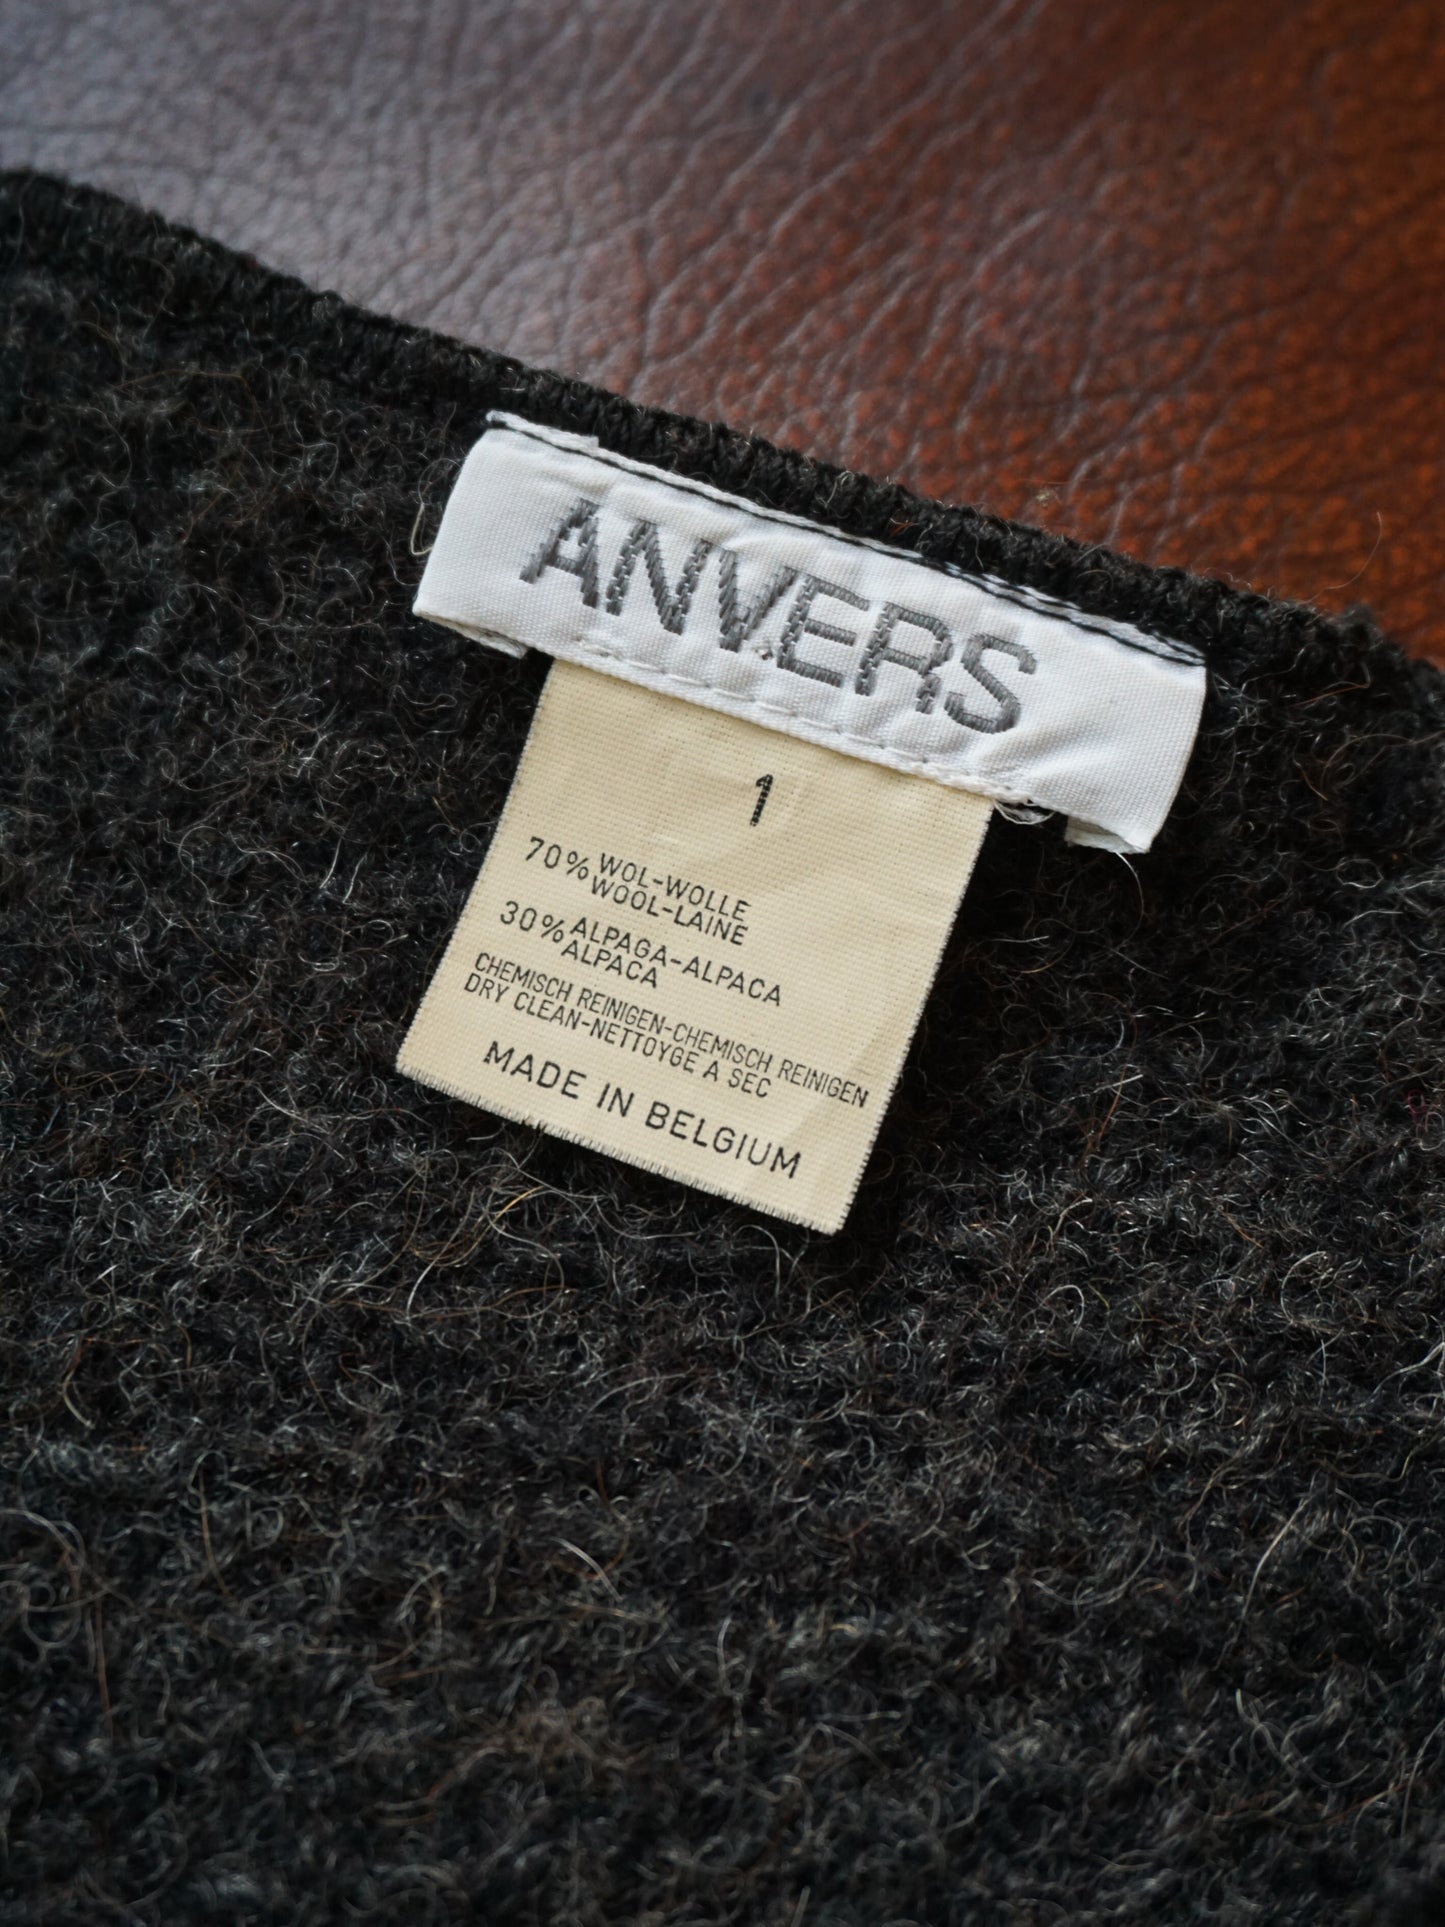 ANVERS
1
70% WOL-WOLLE
WOOL-LAINE
30% ALPAGA-ALPACA
ALPACA
CHEMISCH REINIGEN-CHEMISCH REINIGEN
DRY CLEAN-NETTOYGE A SEC
MADE IN BELGIUM